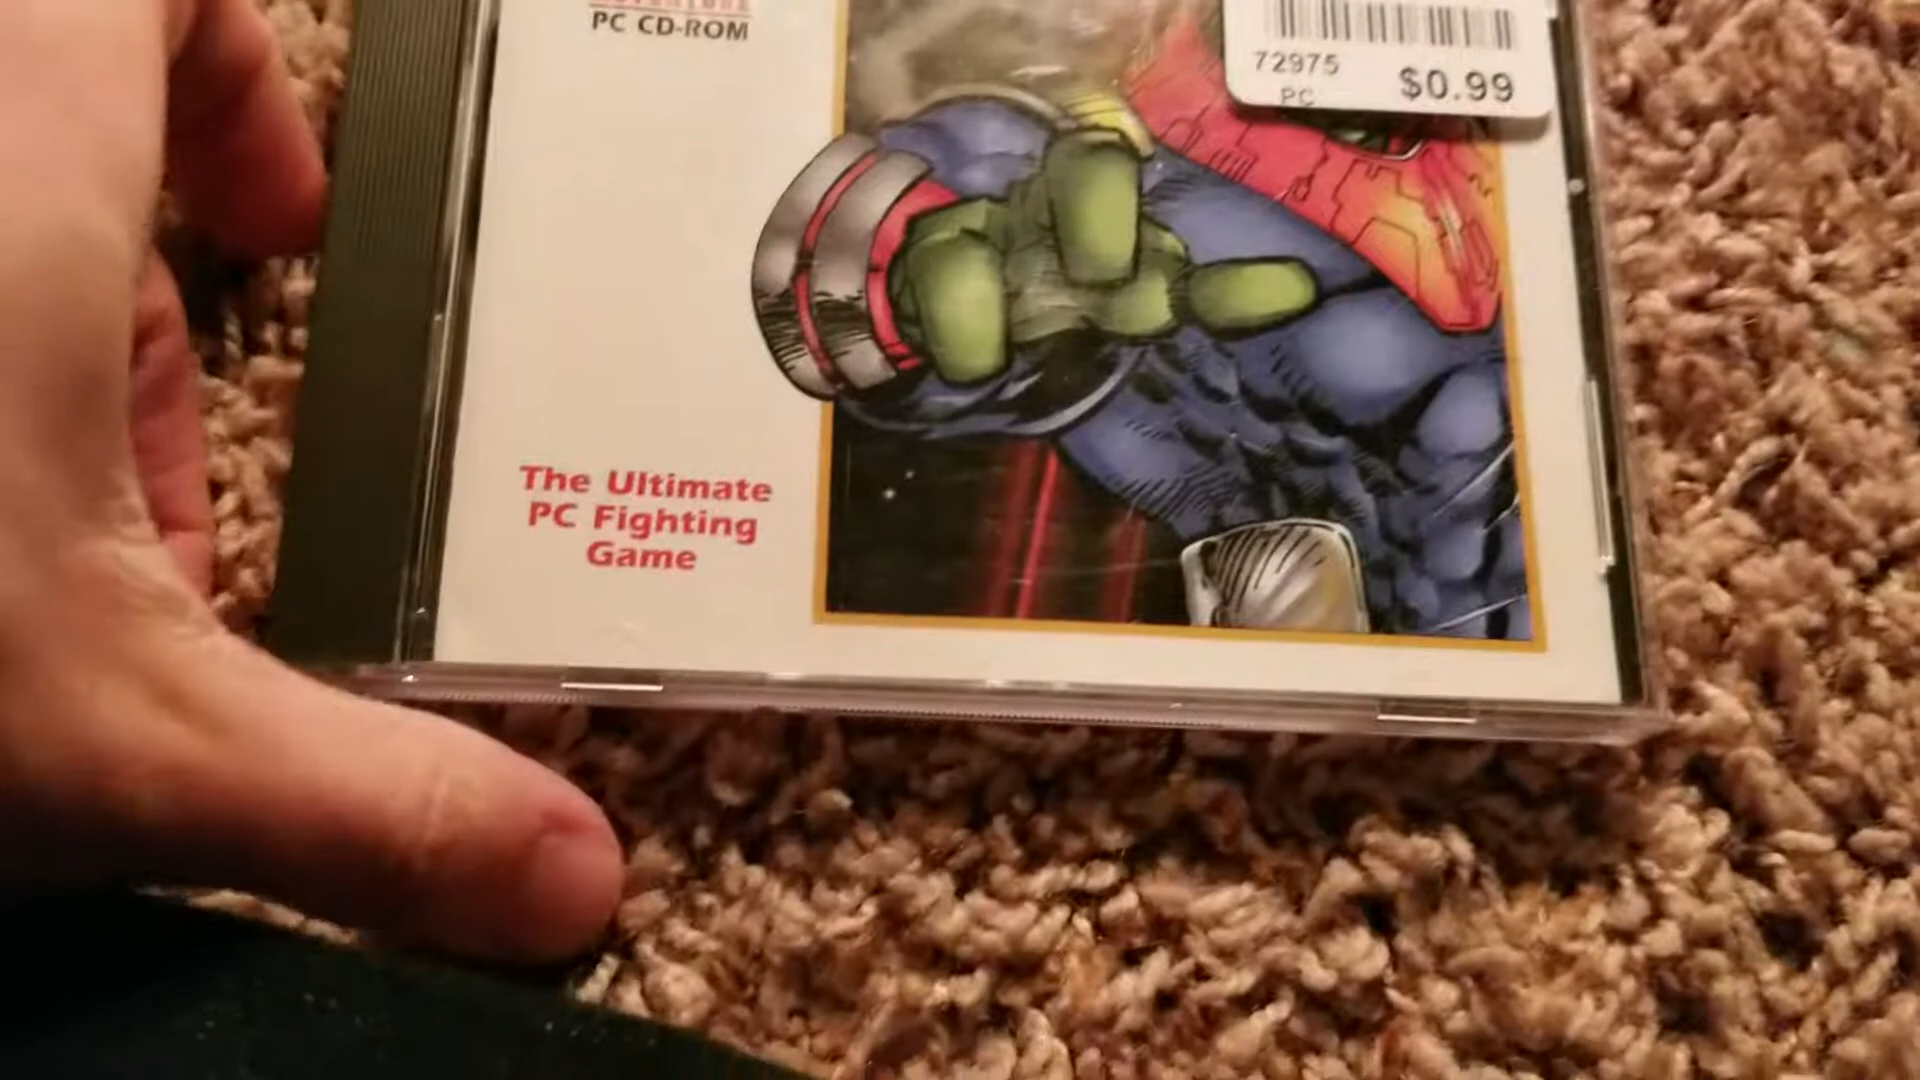 PC CD-ROM
72975
$0.99
PC
The Ultimate
PC Fighting
Game